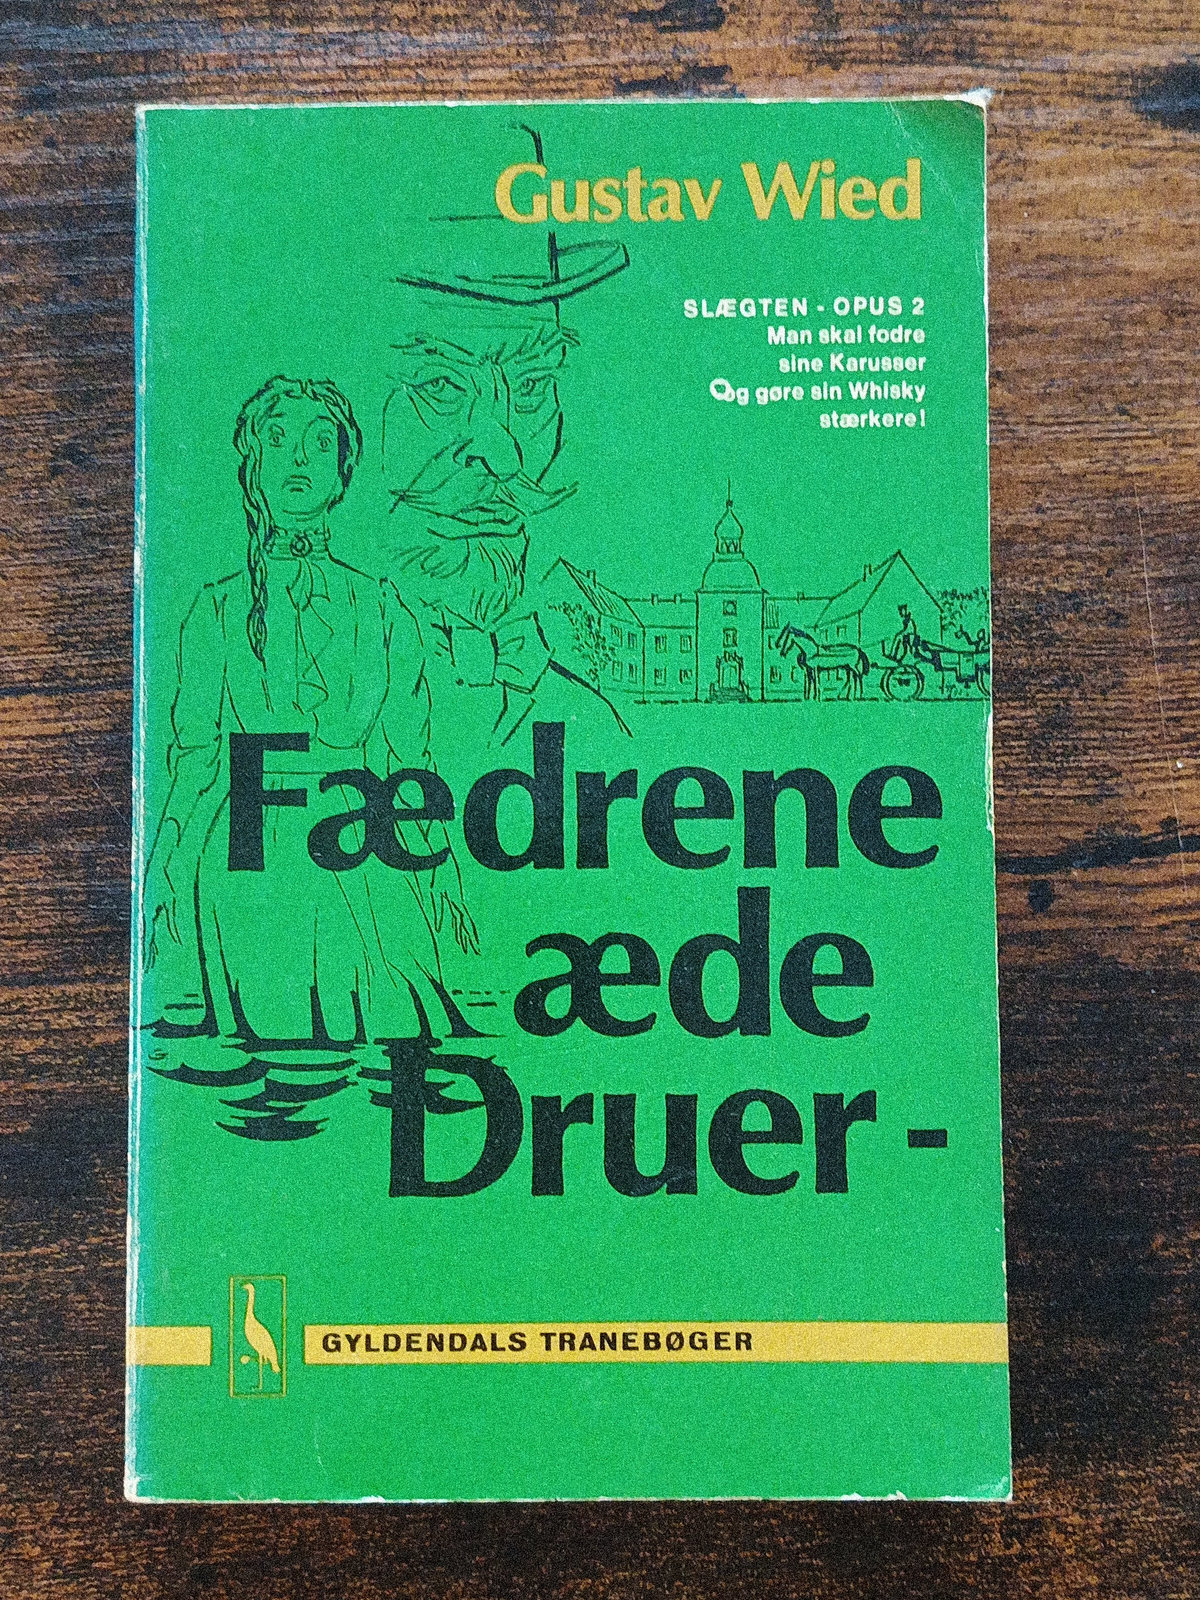 Gustav Wied
SLÆGTEN - OPUS 2
Man skal fodre
sine Karusser
Og gøre sin Whisky
stærkere!
Fædrene
æde
Druer -
GYLDENDALS TRANEBØGER